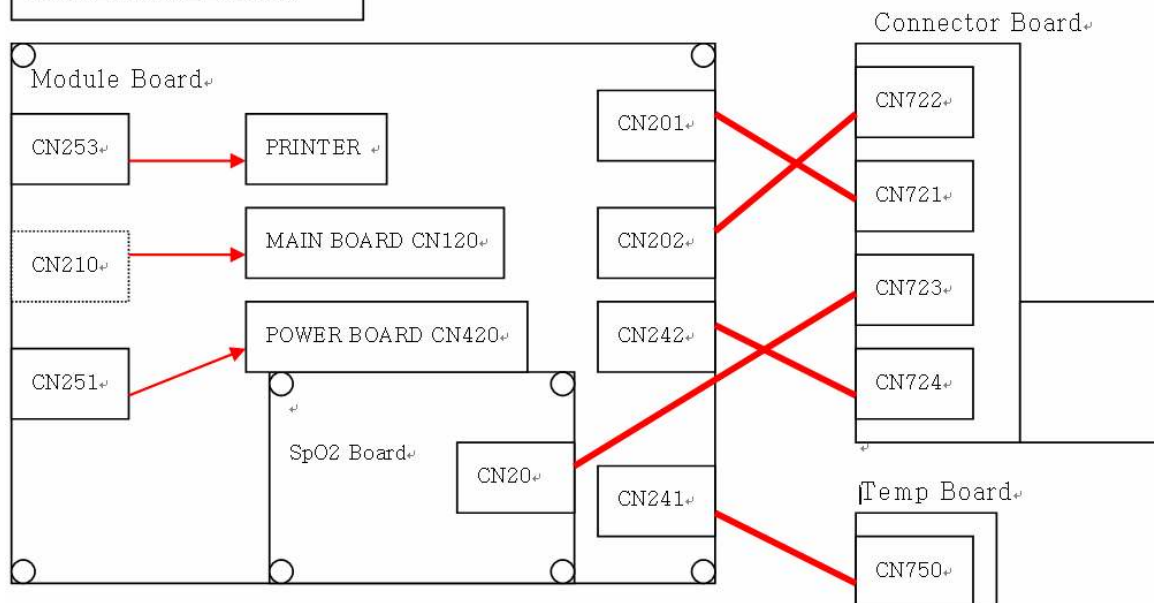 Connector Board
Module Board
CN253
PRINTER
CN201
CN722
CN721
CN210
MAIN BOARD CN120
CN202
CN723
CN251
POWER BOARD CN420
CN242
CN724
SpO2 Board
CN20
CN241
Temp Board
CN750